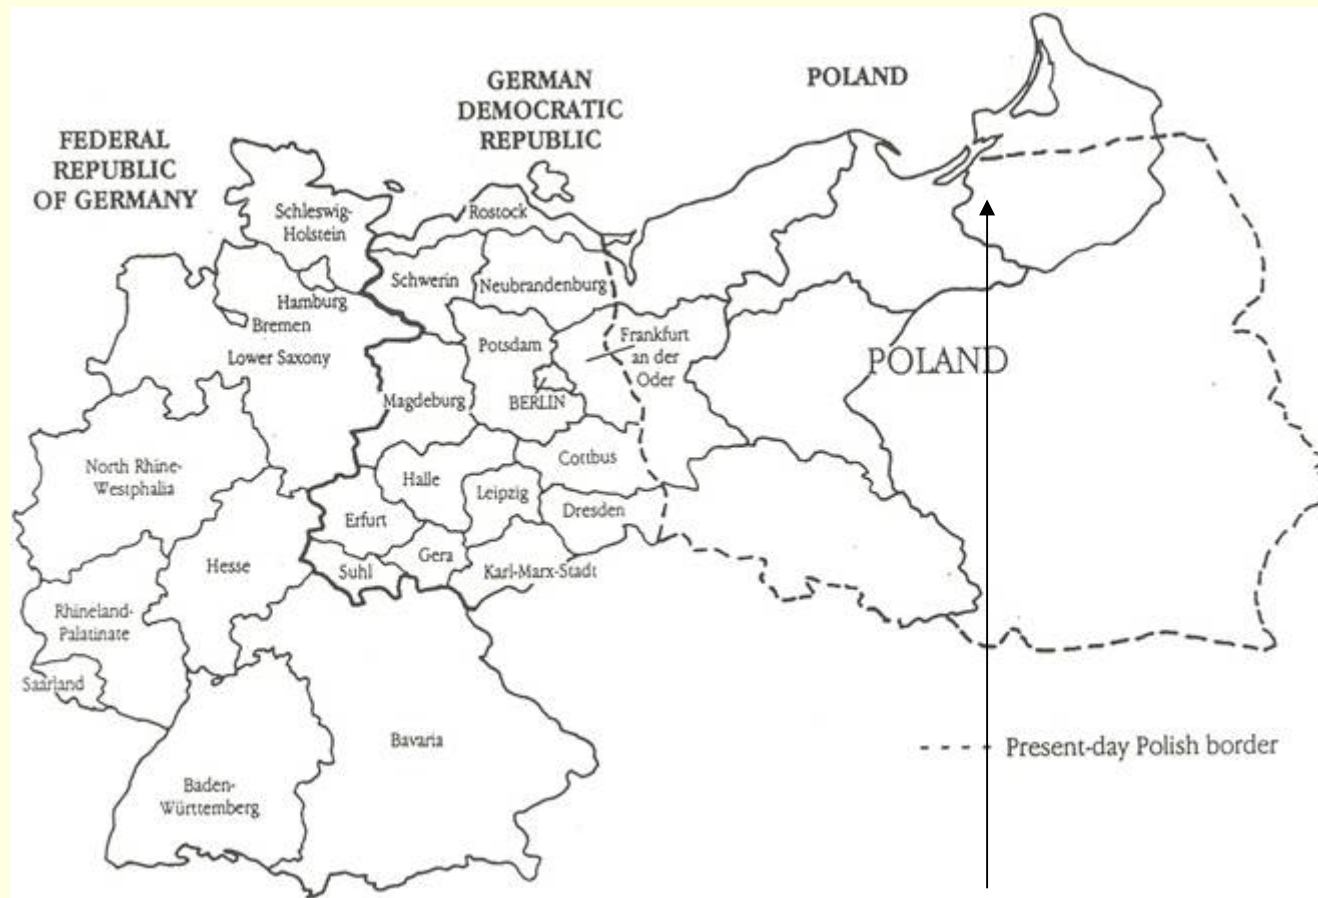 FEDERAL
REPUBLIC
OF GERMANY
GERMAN
DEMOCRATIC
REPUBLIC
POLAND
Schleswig-
Holstein
Rostock
Schwerin
Neubrandenburg
Hamburg
Bremen
Lower Saxony
Potsdam
Frankfurt
an der
Oder
POLAND
Magdeburg
BERLIN
North Rhine-
Westphalia
Halle
Cottbus
Leipzig
Erfurt
Dresden
Hesse
Suhl
Gera
Karl-Marx-Stadt
Rhineland-
Palatinate
Saarland
Bavaria
Baden-
Württemberg
Present-day Polish border